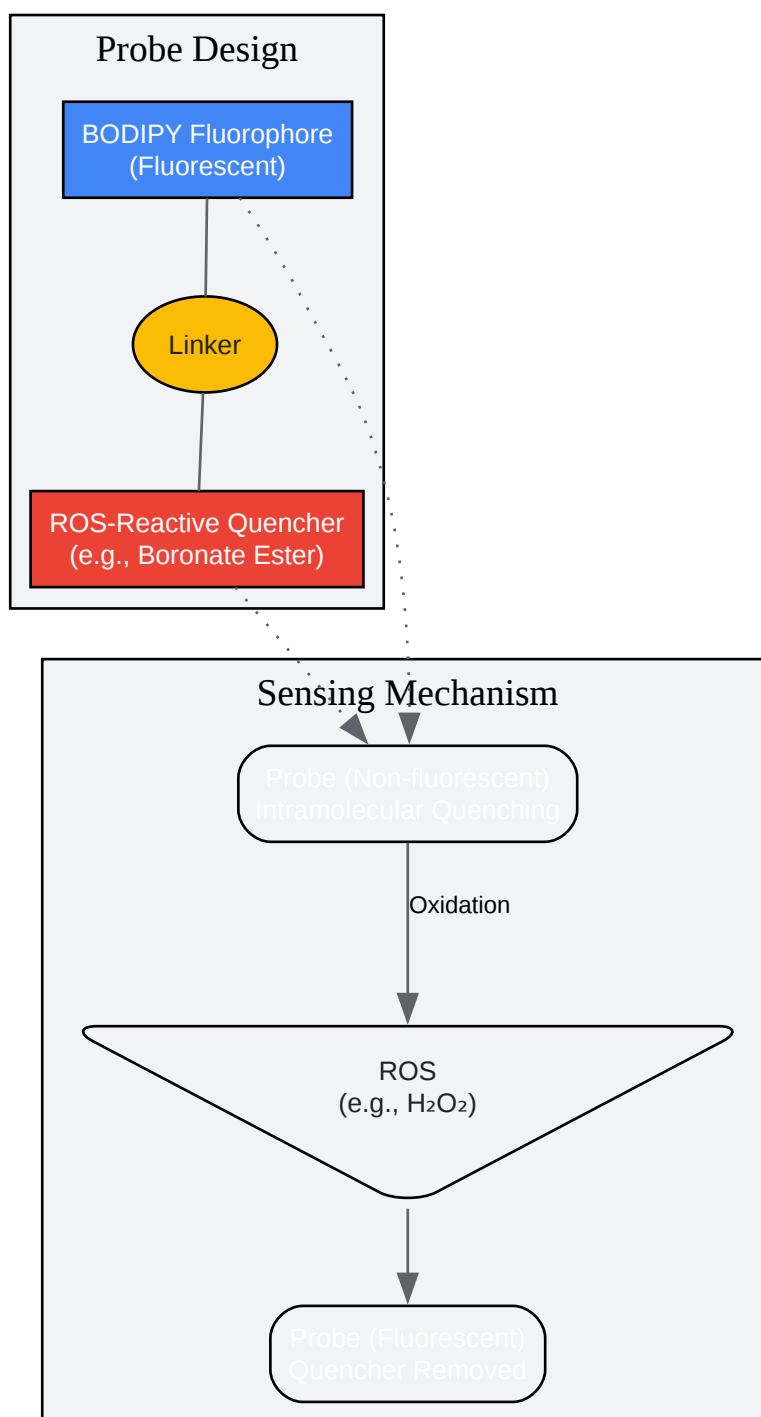 Probe Design
BODIPY Fluorophore
(Fluorescent)
Linker
ROS-Reactive Quencher
(e.g., Boronate Ester)
Sensing Mechanism
Probe (Non-fluorescent)
Intramolecular Quenching
Oxidation
ROS
(e.g., H₂O₂)
Probe (Fluorescent)
Quencher Removed